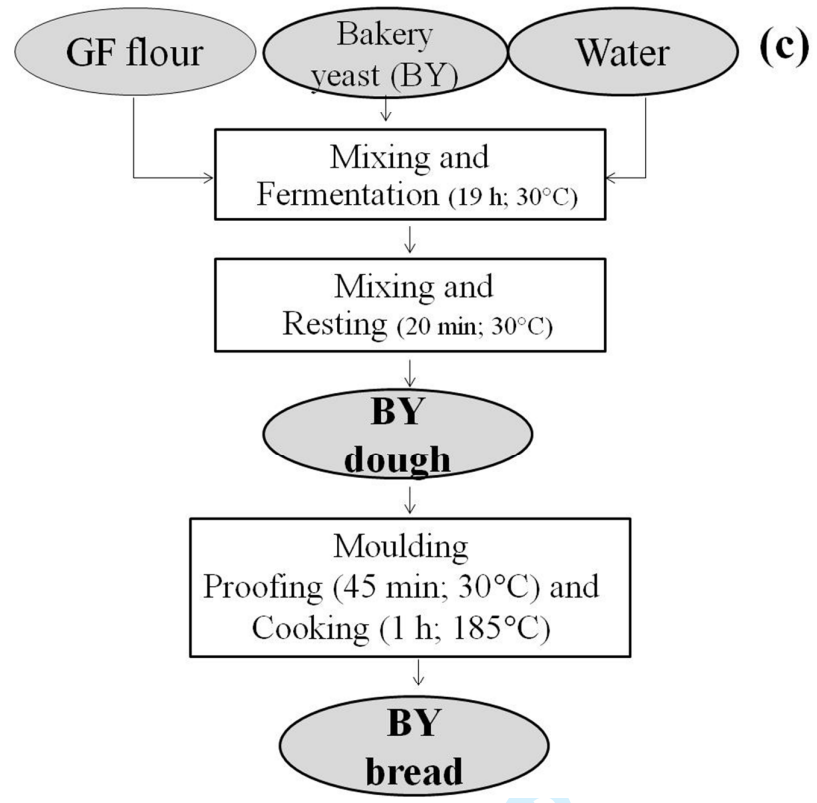 GF flour
Bakery
yeast (BY)
Water
(c)
Mixing and
Fermentation (19 h; 30°C)
Mixing and
Resting (20 min; 30°C)
BY
dough
Moulding
Proofing (45 min; 30°C) and
Cooking (1 h; 185°C)
BY
bread